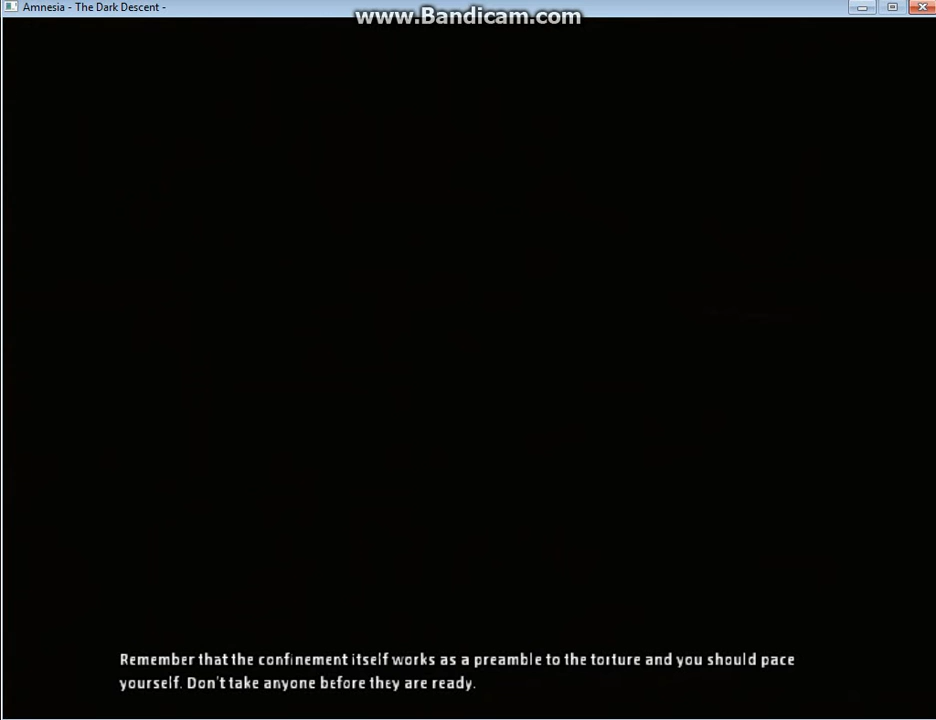 Amnesia - The Dark Descent -
www.Bandicam.com
Remember that the confinement itself works as a preamble to the torture and you should pace
yourself. Don't take anyone before they are ready.